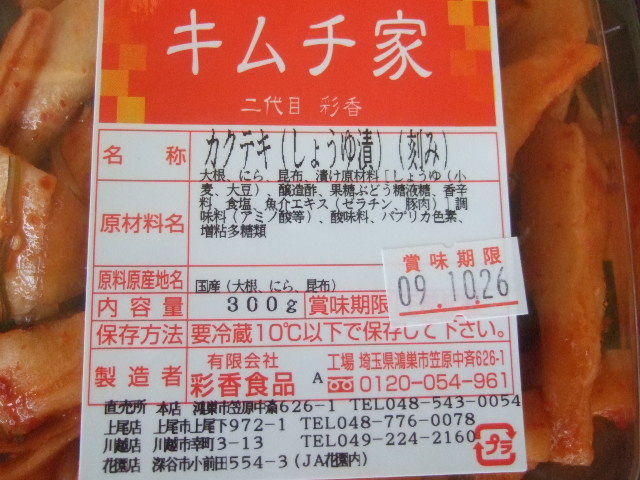 キムチ家
二代目 彩香
名称 カクテキ(しょうゆ漬)(刻み)
原材料名 大根、にら、昆布、漬け原材料「しょうゆ(小
麦、大豆)、醸造酢、果糖ぶどう糖液糖、香辛
料、食塩、魚介エキス(ゼラチン、豚肉)」調
味料(アミノ酸等)、酸味料、パプリカ色素、
増粘多糖類
原料原産地名 国産(大根、にら、昆布)
内容量 300g 賞味期限
賞味期限
09.10.26
保存方法 要冷蔵10℃以下で保存して下さい。
製造者 有限会社
彩香食品 A
工場 埼玉県鴻巣市笠原中斉626-1
0120-054-961
直売所 本店 鴻巣市笠原中斎626-1 TEL048-543-0054
上尾店 上尾市上尾下972-1 TEL048-776-0078
川越店 川越市幸町3-13 TEL049-224-2160
花園店 深谷市小前田554-3(JA花園内)
プラ